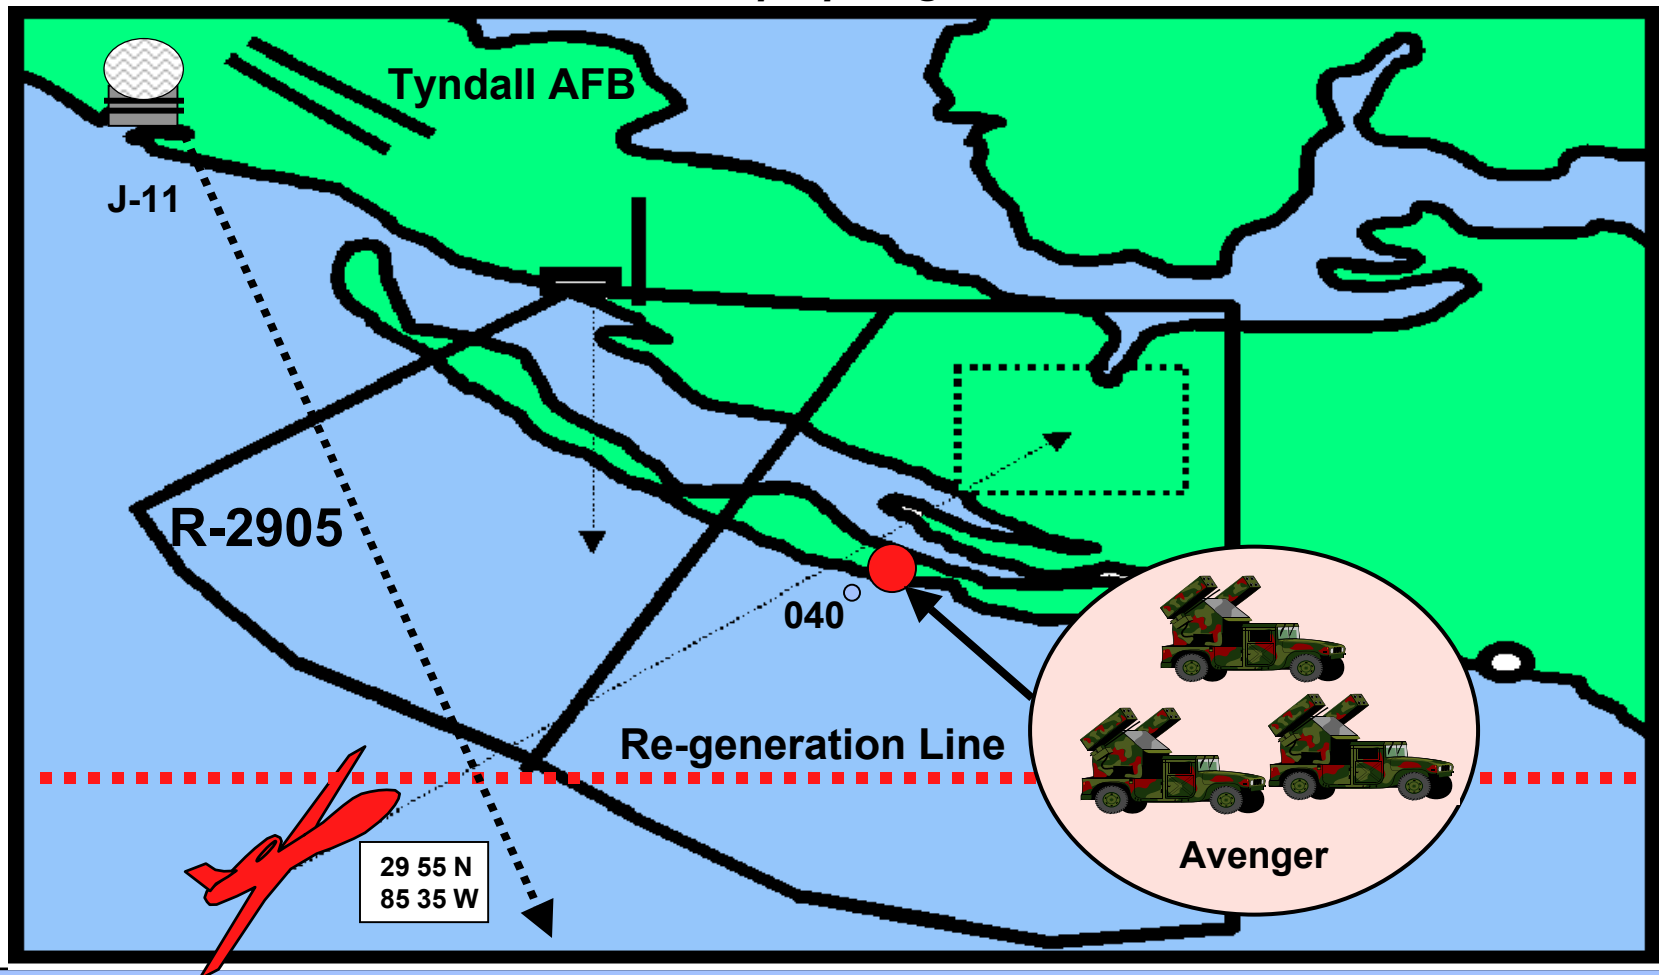 Tyndall AFB
J-11
R-2905
040
Re-generation Line
29 55 N
85 35 W
Avenger